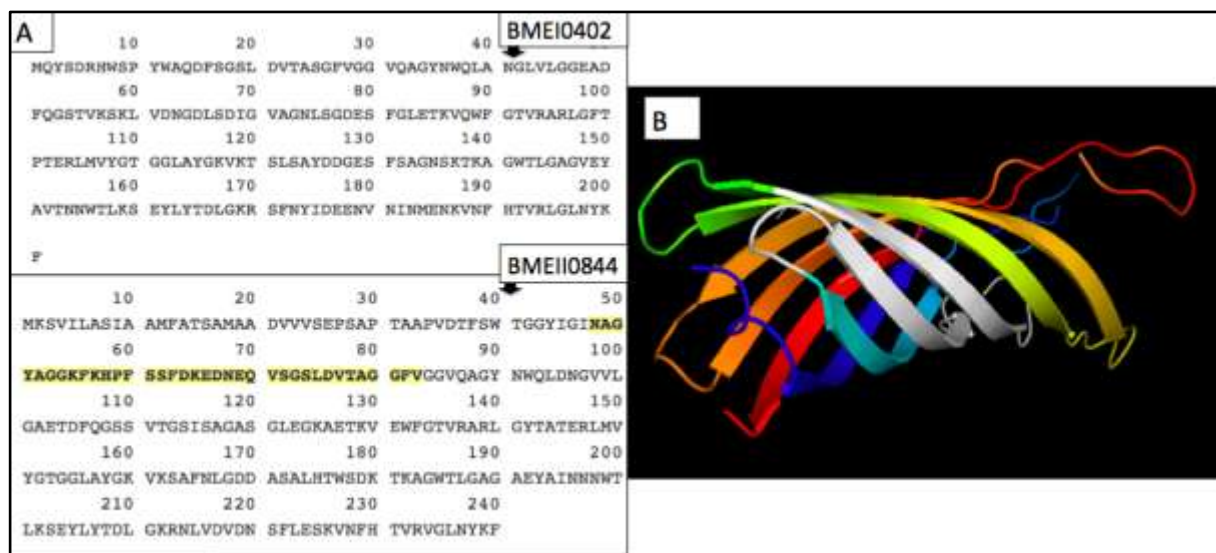 A
BMEI0402
10 20 30 40
MQYSDRHWSP YWAQDFSGSL DVTASGFVGG VQAGYNWQLA NGLVLGGEAD
60 70 80 90 100
FQGSTVKSKL VDNGDLSDIG VAGNLSGDES FGLETKVQWF GTVRARLGFT
110 120 130 140 150
PTERLMVYGT GGLAYGKVKT SLSAYDDGES FSAGNSKTKA GWTLGAGVEY
160 170 180 190 200
AVTNNWTLKS EYLYTDLGKR SFNYIDEENV NINMENKVNF HTVRLGLNYK
F
BMEII0844
10 20 30 40 50
MKSVILASIA AMFATSAMAA DVVVSEPSAP TAAPVDTFSW TGGYIGINAG
60 70 80 90 100
YAGGKFKHPF SSFDKEDNEQ VSGSLDVTAG GFVGGVQAGY NWQLDNGVVL
110 120 130 140 150
GAETDFQGSS VTGSISAGAS GLEGKAETKV EWFGTVRARL GYTATERLMV
160 170 180 190 200
YGTGGLAYGK VKSAFNLGDD ASALHTWSDK TKAGWTLGAG AEYAINNNWT
210 220 230 240
LKSEYLYTDL GKRNLVDVDN SFLESKVNFH TVRVGLNYKF
B